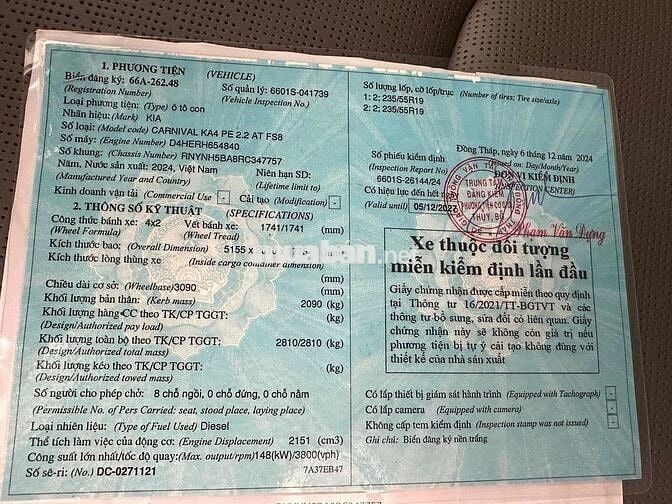 1. PHƯƠNG TIỆN (VEHICLE)
Biển đăng ký: 66A-262.48 Số quản lý: 6601S-041739
(Registration Number) (Vehicle Inspection No.)
Loại phương tiện: (Type) ô tô con
Nhãn hiệu: (Mark) KIA
Số loại: (Model code) CARNIVAL KA4 PE 2.2 AT FS8
Số máy: (Engine Number) D4HERH654840
Số khung: (Chassis Number) RNYNH5BA8RC347757
Năm, Nước sản xuất: 2024, Việt Nam Niên hạn SD:
(Manufactured Year and Country) (Lifetime limit to)
Kinh doanh vận tải (Commercial Use) - Cải tạo (Modification) -
2. THÔNG SỐ KỸ THUẬT (SPECIFICATIONS)
Công thức bánh xe: 4x2 Vết bánh xe: 1741/1741 (mm)
(Wheel Formula) (Wheel Tread)
Kích thước bao: (Overall Dimension) 5155 x (mm)
Kích thước lòng thùng xe (Inside cargo container dimension)
(mm)
Chiều dài cơ sở: (Wheelbase) 3090 (mm)
Khối lượng bản thân: (Kerb mass) 2090 (kg)
Khối lượng hàng CC theo TK/CP TGGT: (kg)
(Design/Authorized pay load)
Khối lượng toàn bộ theo TK/CP TGGT: 2810/2810 (kg)
(Design/Authorized total mass)
Khối lượng kéo theo TK/CP TGGT: (kg)
(Design/Authorized towed mass)
Số người cho phép chở: 8 chỗ ngồi, 0 chỗ đứng, 0 chỗ nằm
(Permissible No. of Pers Carried: seat, stood place, laying place)
Loại nhiên liệu: (Type of Fuel Used) Diesel
Thể tích làm việc của động cơ: (Engine Displacement) 2151 (cm3)
Công suất lớn nhất/tốc độ quay: (Max. output/rpm) 148(kW)/3800(vph)
Số sê-ri: (No.) DC-0271121 7A37EB47
Số lượng lốp, cỡ lốp/trục (Number of tires; Tire size/axle)
1: 2; 235/55R19
2: 2; 235/55R19
Đồng Tháp, ngày 6 tháng 12 năm 2024
(Issued on: Day/Month/Year)
Số phiếu kiểm định ĐƠN VỊ KIỂM ĐỊNH
(Inspection Report No) (INSPECTION CENTER)
6601S-26144/24
Có hiệu lực đến hết
(Valid until) 05/12/2027
TRUNG TÂM
ĐĂNG KIỂM
PHƯƠNG TIỆN CƠ GIỚI
THỦY, BỘ
Phạm Văn Dựng
Xe thuộc đối tượng
miễn kiểm định lần đầu
Giấy chứng nhận được cấp miễn theo quy định
tại Thông tư 16/2021/TT-BGTVT và các
thông tư bổ sung, sửa đổi có liên quan. Giấy
chứng nhận này sẽ không còn giá trị nếu
phương tiện bị tự ý cải tạo không đúng với
thiết kế của nhà sản xuất
Có lắp thiết bị giám sát hành trình (Equipped with Tachograph) -
Có lắp camera (Equipped with camera) -
Không cấp tem kiểm định (Inspection stamp was not issued) -
Ghi chú: Biển đăng ký nền trắng